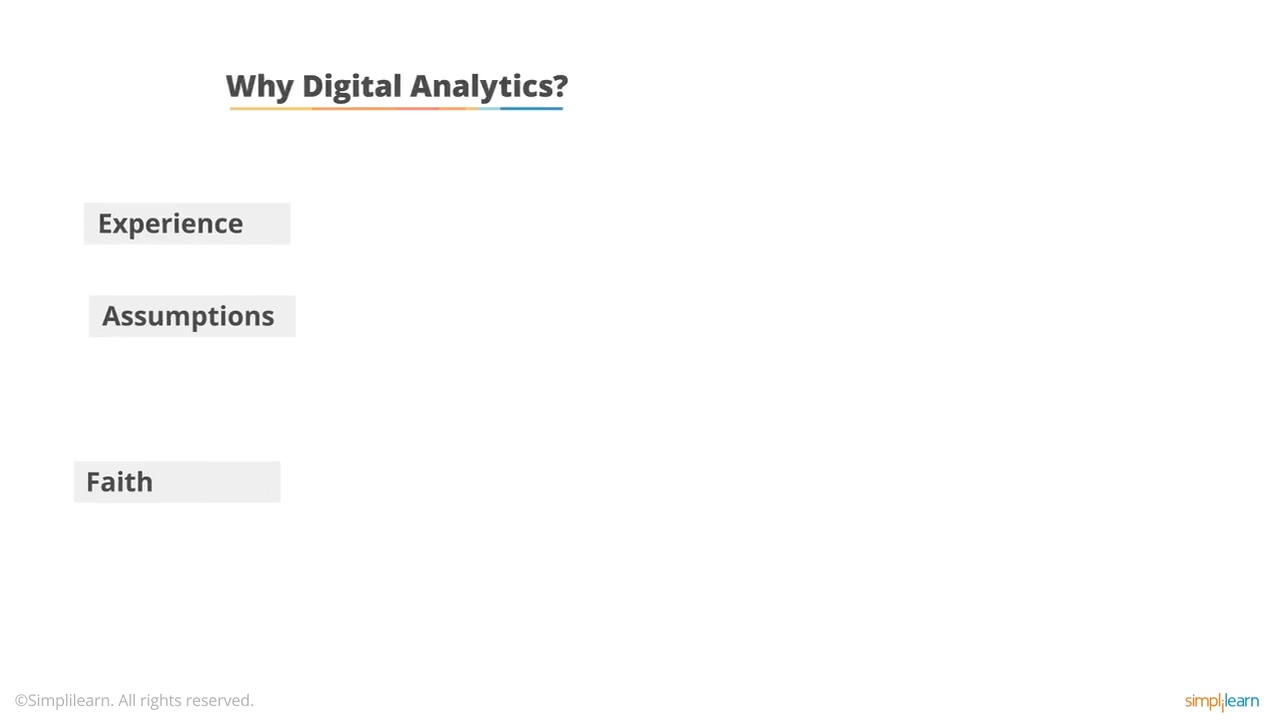 Why Digital Analytics?
Experience
Assumptions
Faith
©Simplilearn. All rights reserved.
simplilearn